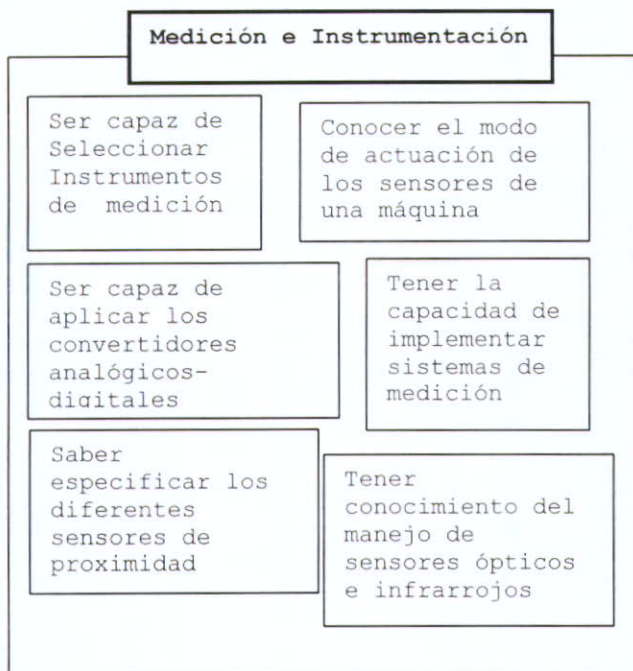 Medición e Instrumentación
Ser capaz de
Seleccionar
Instrumentos
de medición
Conocer el modo
de actuación de
los sensores de
una máquina
Ser capaz de
aplicar los
convertidores
analógicos-
digitales
Tener la
capacidad de
implementar
sistemas de
medición
Saber
especificar los
diferentes
sensores de
proximidad
Tener
conocimiento del
manejo de
sensores ópticos
e infrarrojos